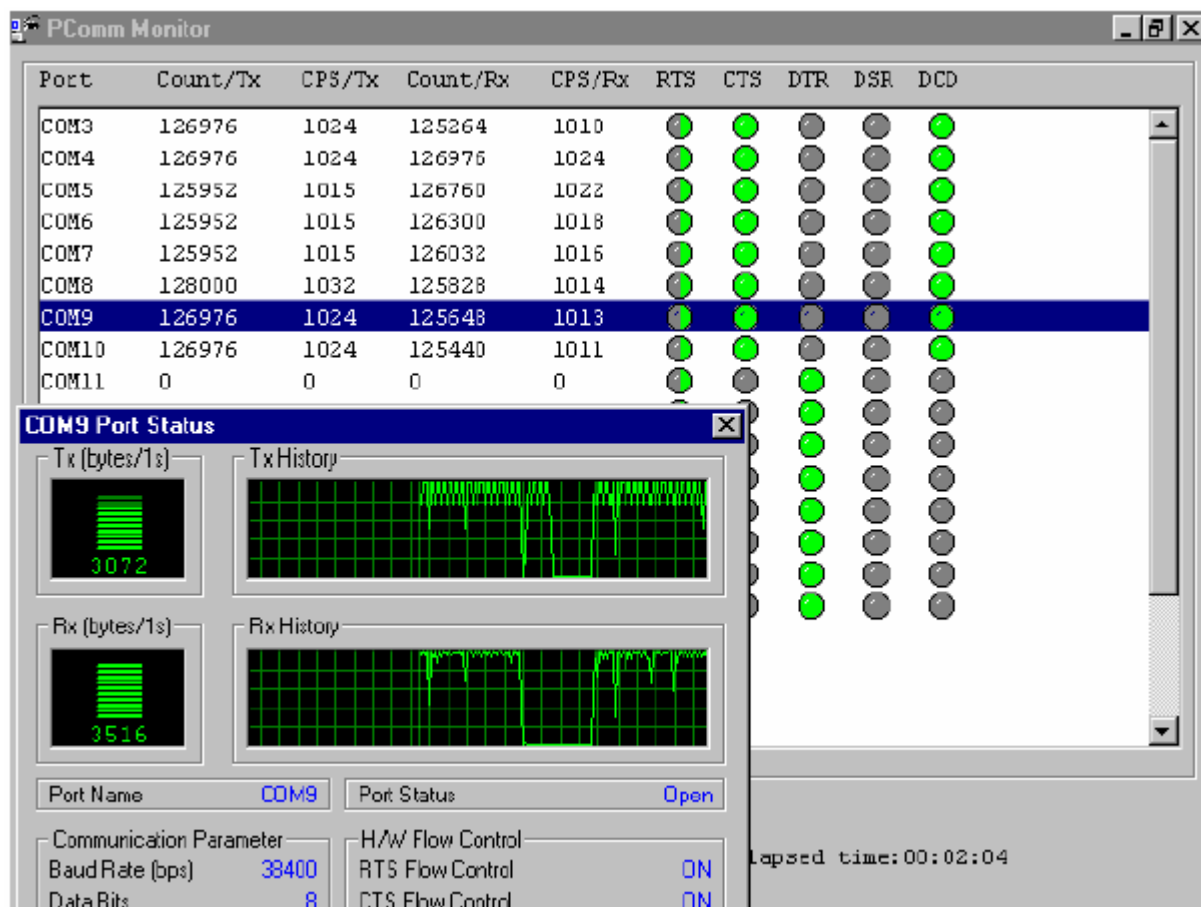 PComm Monitor
Port Count/Tx CPS/Tx Count/Rx CPS/Rx RTS CTS DTR DSR DCD
COM3 126976 1024 125264 1010
COM4 126976 1024 126976 1024
COM5 125952 1015 126760 1022
COM6 125952 1015 126300 1018
COM7 125952 1015 126032 1016
COM8 128000 1032 125828 1014
COM9 126976 1024 125648 1013
COM10 126976 1024 125440 1011
COM11 0 0 0 0
COM9 Port Status
Tx (bytes/1s) Tx History
3072
Rx (bytes/1s) Rx History
3516
Port Name COM9 Port Status Open
Communication Parameter H/W Flow Control
Baud Rate (bps) 38400 RTS Flow Control ON
lapsed time:00:02:04
Data Bits 8 CTS Flow Control ON